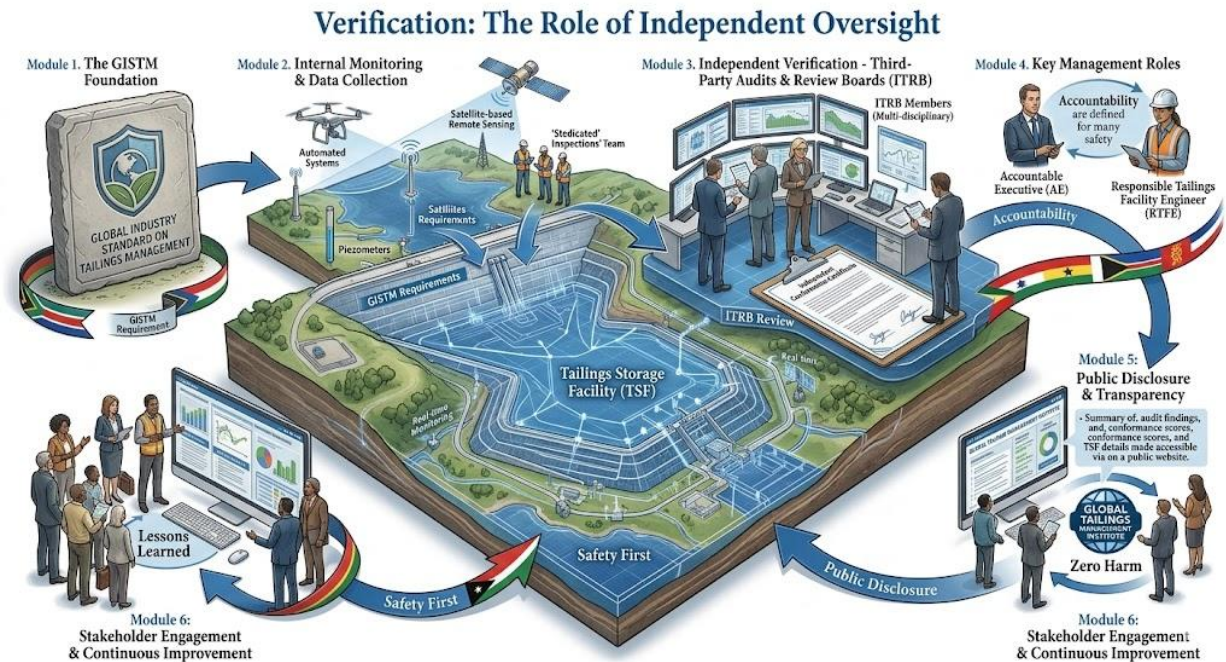 Verification: The Role of Independent Oversight
Module 1. The GISTM
Foundation
GLOBAL INDUSTRY
STANDARD ON
TAILINGS MANAGEMENT
GISTM
Requirement
Module 2. Internal Monitoring
& Data Collection
Automated
Systems
Satellite-based
Remote Sensing
'Stedicated'
Inspections' Team
Piezometers
GISTM Requirements
Tailings Storage
Facility (TSF)
Real-time
Monitoring
Real
Safety First
Module 3. Independent Verification - Third-
Party Audits & Review Boards (ITRB)
ITRB Members
(Multi-disciplinary)
Independent
ITRB Review
Module 4. Key Management Roles
Accountability
are defined
for many
safety
Accountable
Executive (AE)
Responsible Tailings
Facility Engineer
(RTFE)
Accountability
Module 5:
Public Disclosure
& Transparency
- Summary of. audit findings,
and, conformance scores,
conformance scores, and
TSF details made accessible
via on a public website.
GLOBAL
TAILINGS
MANAGEMENT
INSTITUTE
Zero Harm
Public Disclosure
Module 6:
Stakeholder Engagement
& Continuous Improvement
Lessons
Learned
Safety First
Module 6:
Stakeholder Engagement
& Continuous Improvement